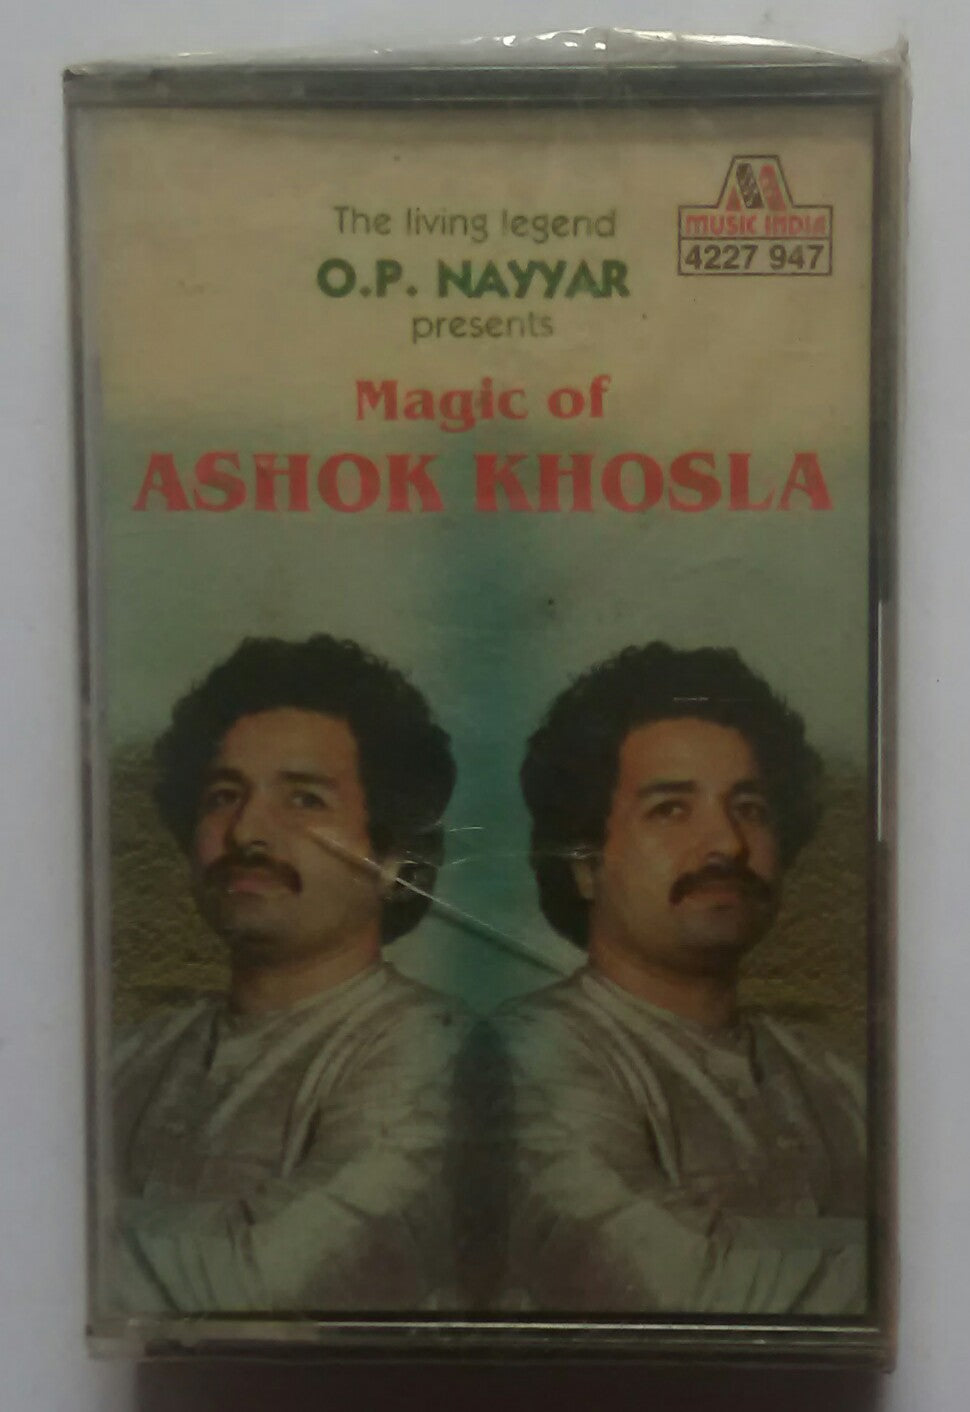 The living legend
O.P. NAYYAR
presents
MUSIC INDIA
4227 947
Magic of
ASHOK KHOSLA